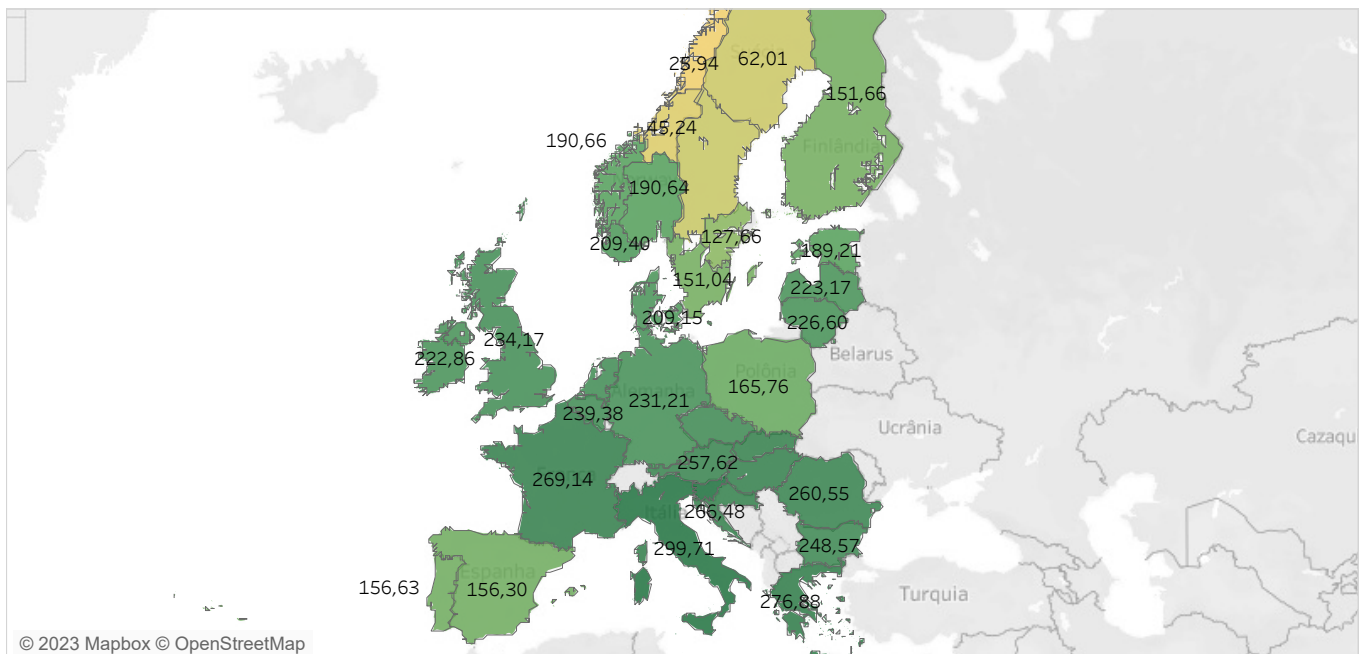 62,01
25,94
151,66
45,24
190,66
Finlândia
190,64
127,66
209,40
189,21
151,04
223,17
209,15
226,60
234,17
222,86
Belarus
Polônia
165,76
Alemanha
231,21
239,38
Ucrânia
Cazaqu
257,62
269,14
260,55
266,48
Itália
299,71
248,57
Espanha
156,63
156,30
276,88
Turquia
© 2023 Mapbox © OpenStreetMap